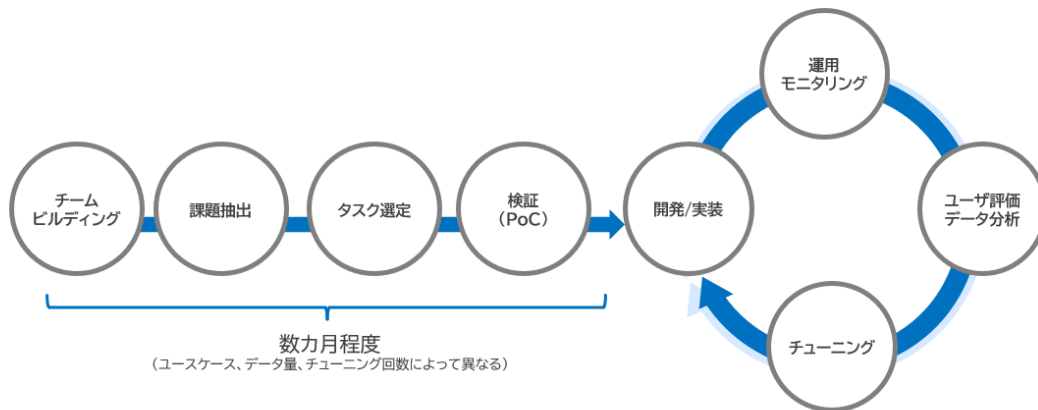 チーム
ビルディング
課題抽出
タスク選定
検証
（PoC）
開発/実装
運用
モニタリング
ユーザ評価
データ分析
チューニング
数カ月程度
（ユースケース、データ量、チューニング回数によって異なる）